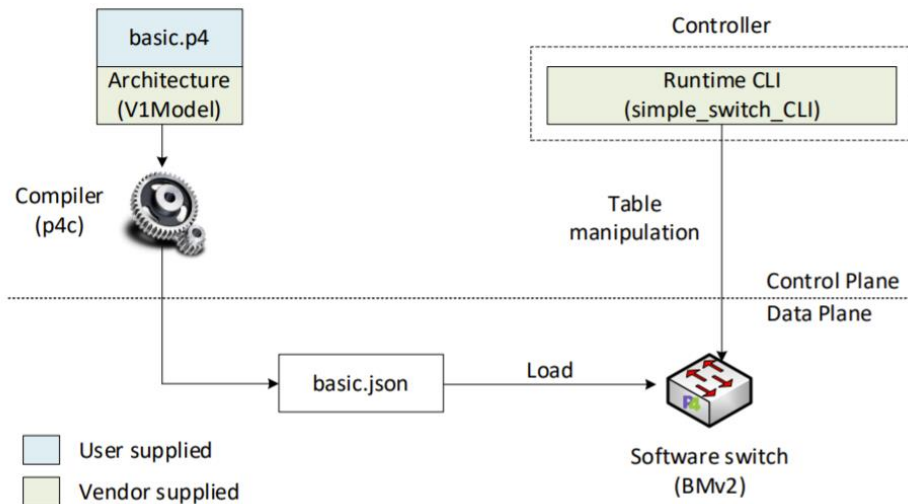 basic.p4
Architecture
(V1Model)
Controller
Runtime CLI
(simple_switch_CLI)
Compiler
(p4c)
Table
manipulation
Control Plane
Data Plane
basic.json
Load
P4
Software switch
(BMv2)
User supplied
Vendor supplied